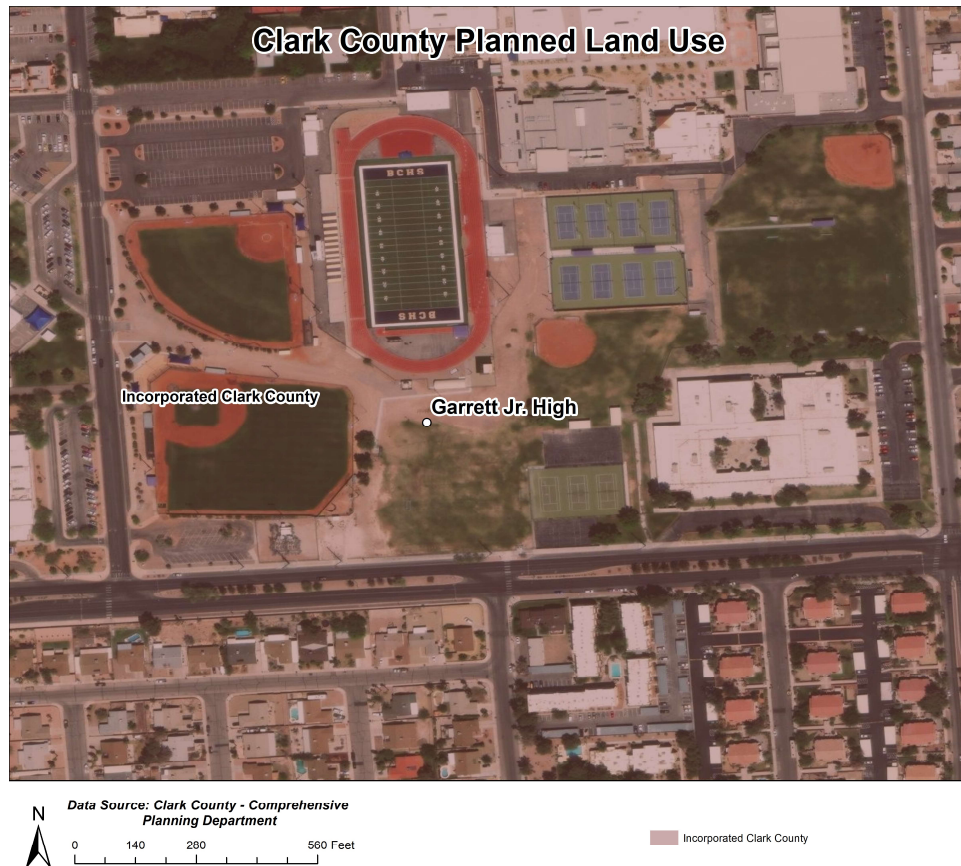 Clark County Planned Land Use
BCHS
Incorporated Clark County
Garrett Jr. High
BCHS
N
Data Source: Clark County - Comprehensive
Planning Department
0 140 280 560 Feet
Incorporated Clark County